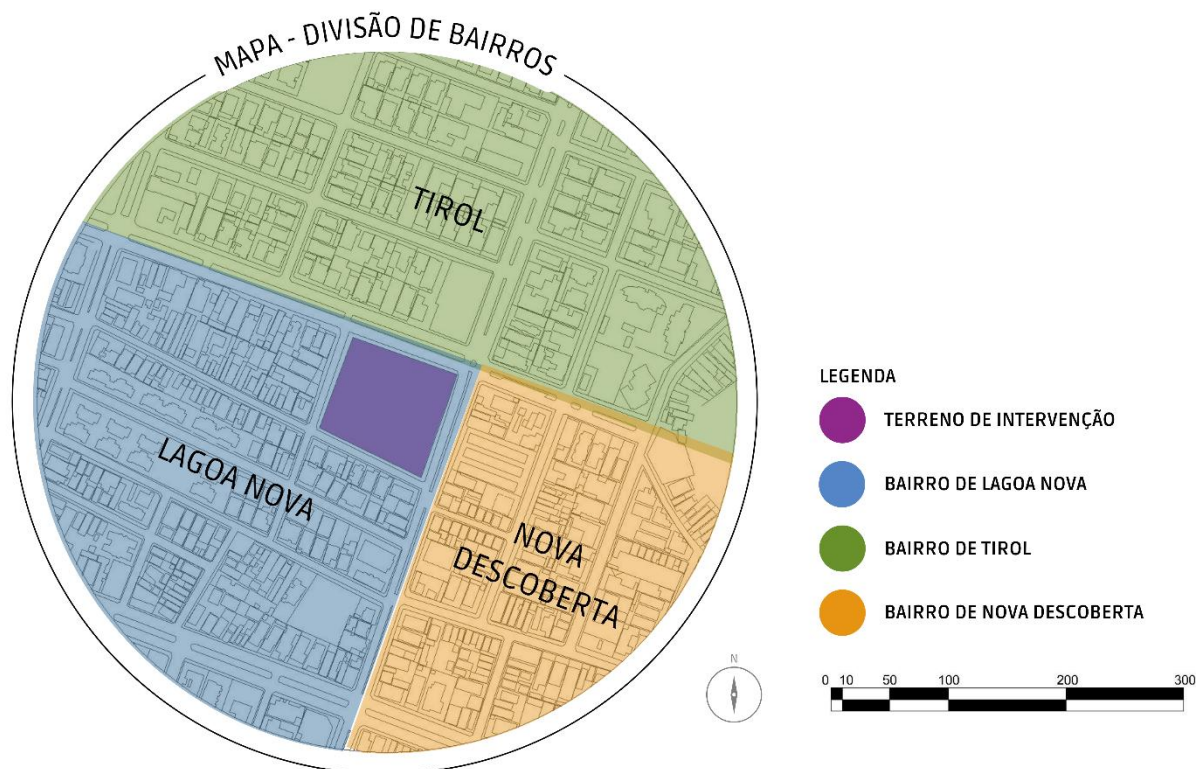 MAPA - DIVISÃO DE BAIRROS
TIROL
LAGOA NOVA
NOVA
DESCOBERTA
LEGENDA
TERRENO DE INTERVENÇÃO
BAIRRO DE LAGOA NOVA
BAIRRO DE TIROL
BAIRRO DE NOVA DESCOBERTA
N
0 10 50 100 200 300